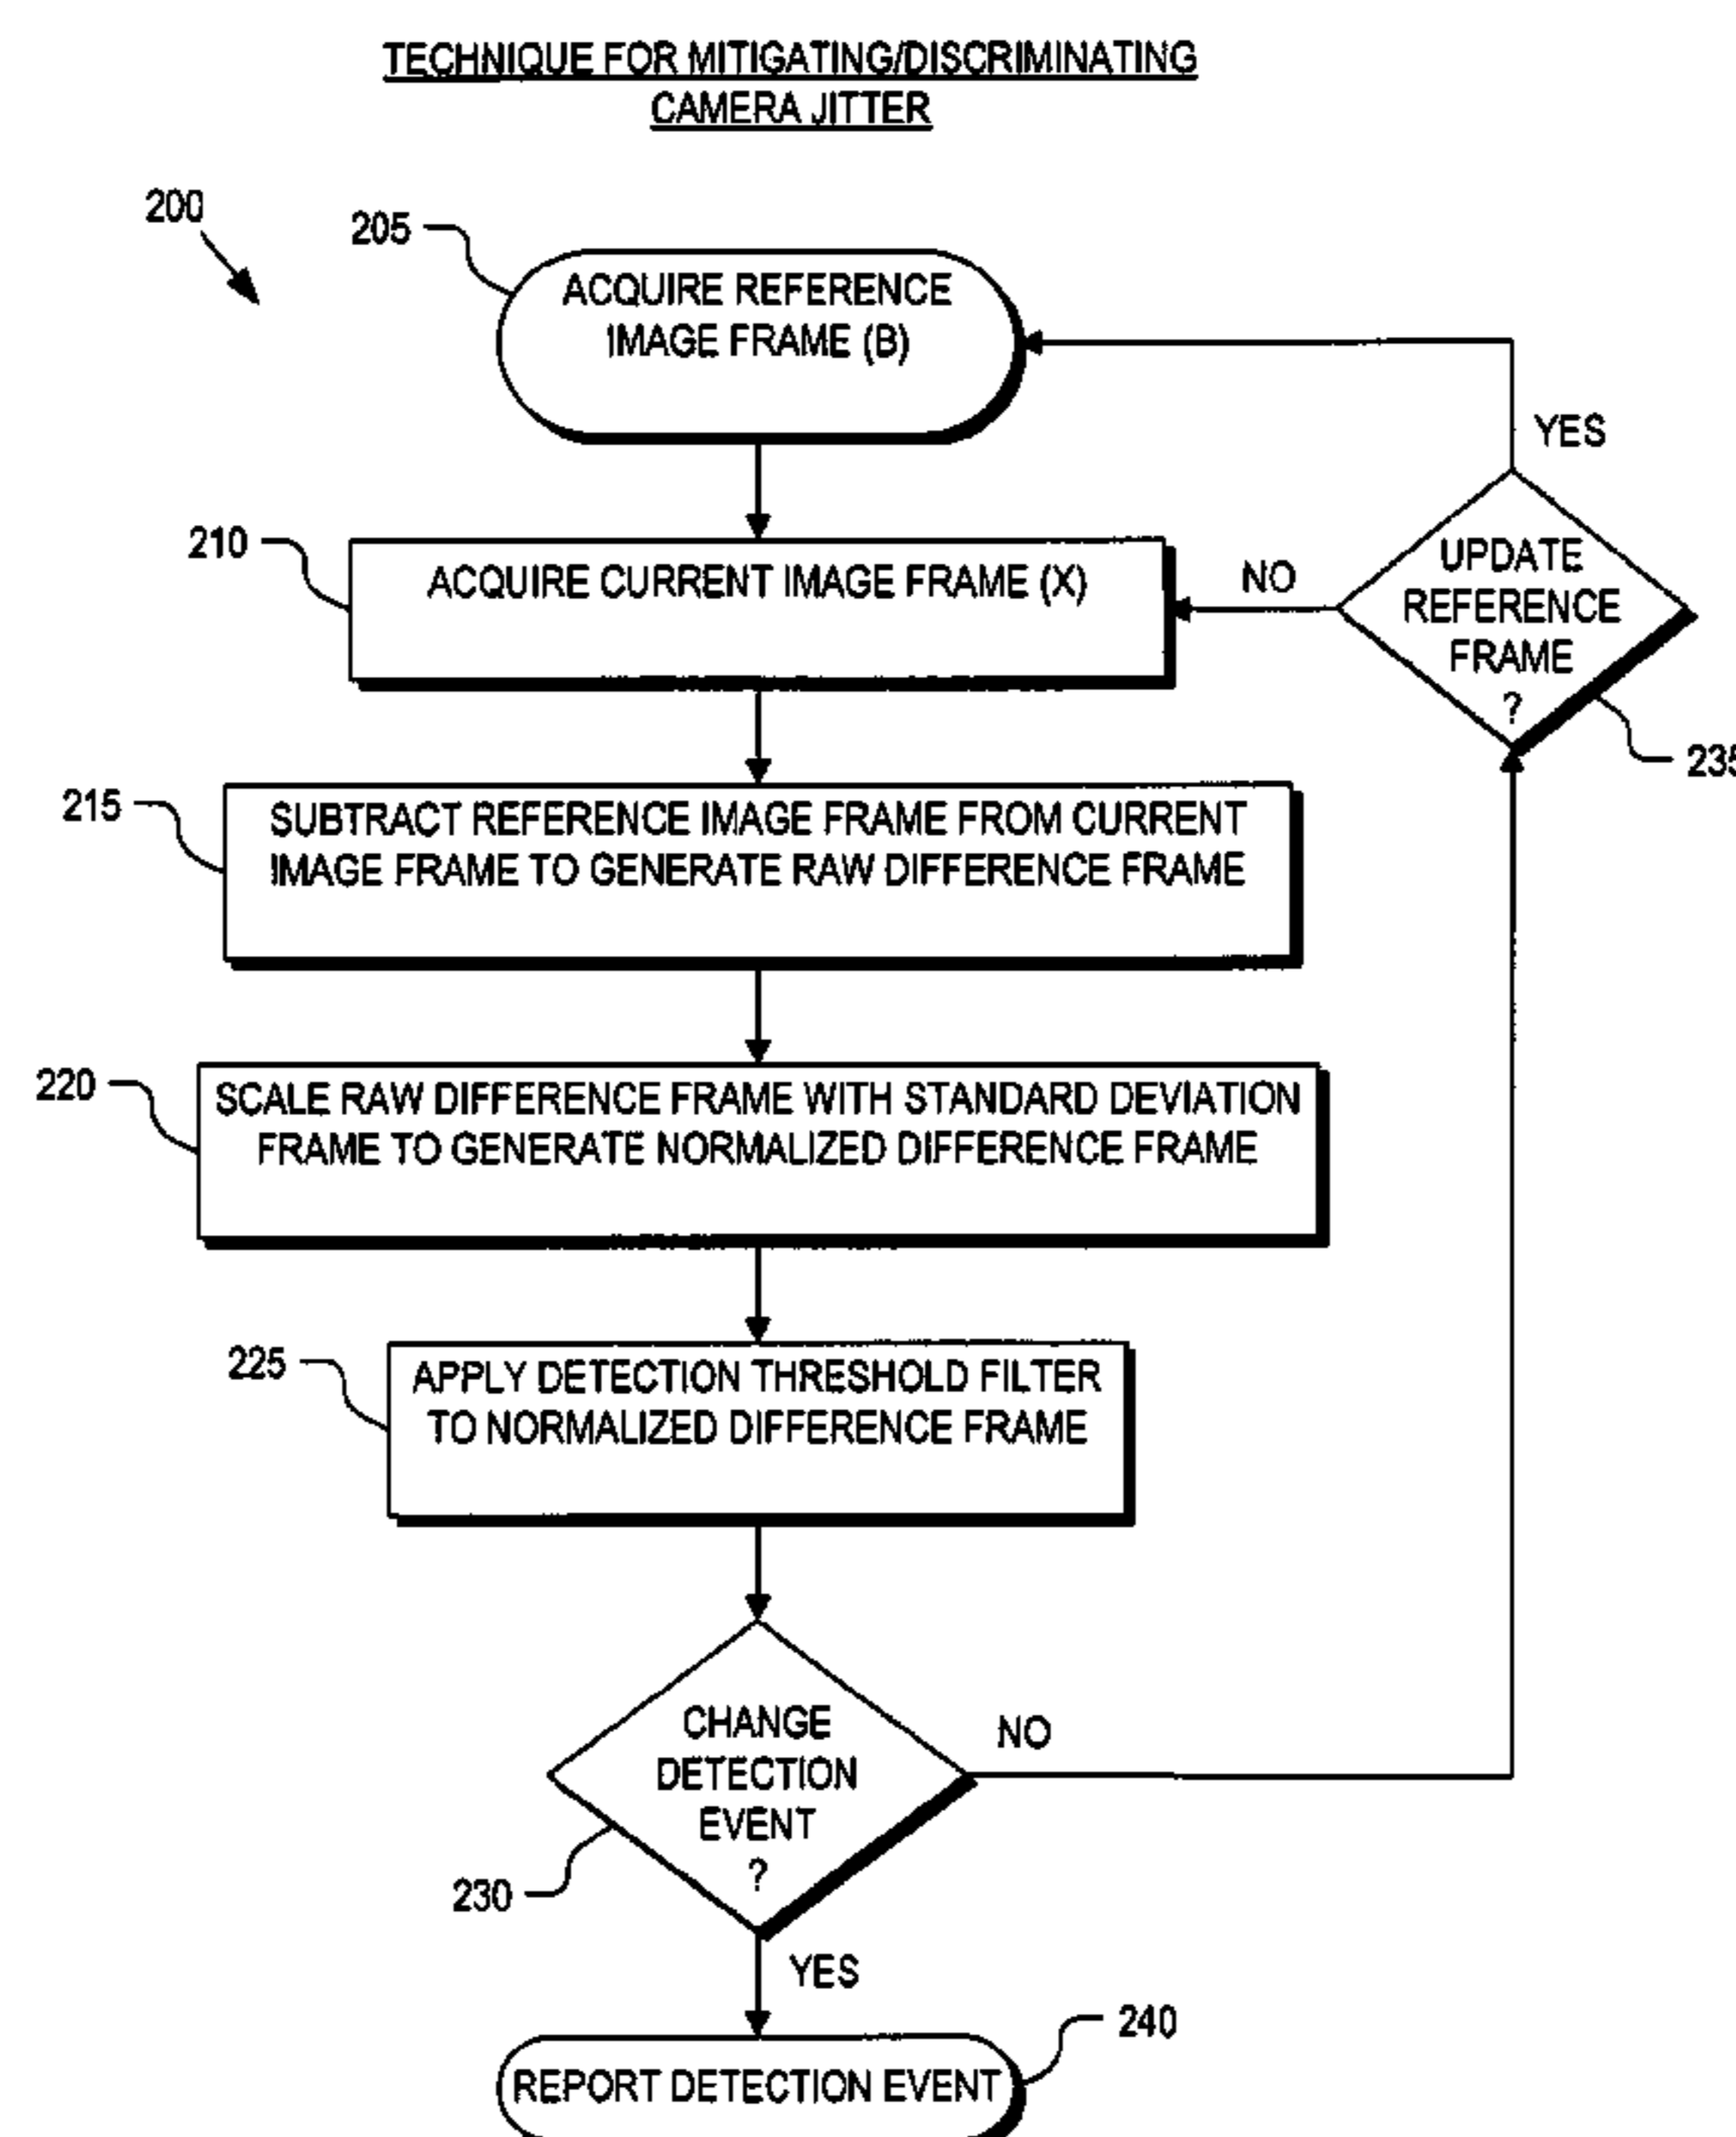 TECHNIQUE FOR MITIGATING/DISCRIMINATING
CAMERA JITTER
200
205
ACQUIRE REFERENCE
IMAGE FRAME (B)
YES
210
ACQUIRE CURRENT IMAGE FRAME (X)
NO
UPDATE
REFERENCE
FRAME
?
235
215
SUBTRACT REFERENCE IMAGE FRAME FROM CURRENT
IMAGE FRAME TO GENERATE RAW DIFFERENCE FRAME
220
SCALE RAW DIFFERENCE FRAME WITH STANDARD DEVIATION
FRAME TO GENERATE NORMALIZED DIFFERENCE FRAME
225
APPLY DETECTION THRESHOLD FILTER
TO NORMALIZED DIFFERENCE FRAME
CHANGE
DETECTION
EVENT
?
NO
230
YES
240
REPORT DETECTION EVENT